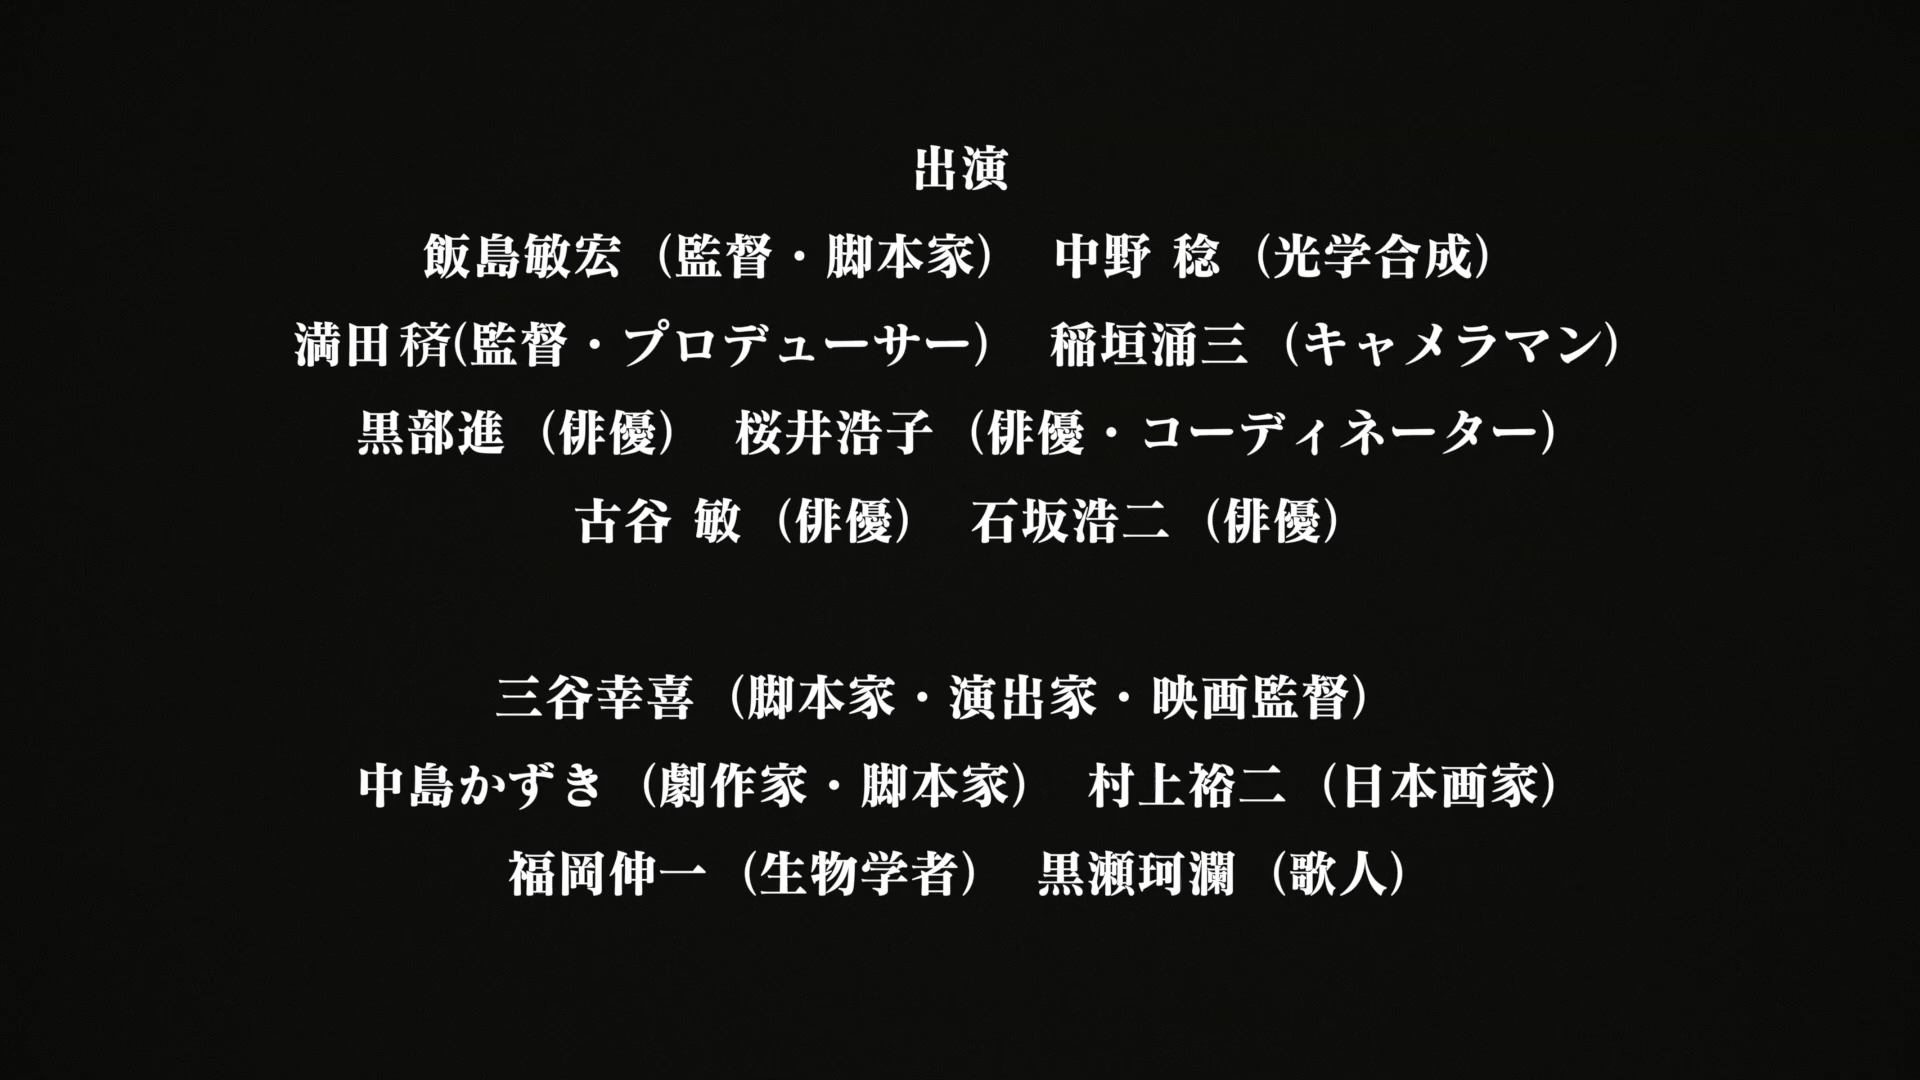 出演
飯島敏宏（監督・脚本家）　中野 稔（光学合成）
満田 𥡴(監督・プロデューサー）　稲垣涌三（キャメラマン）
黒部進（俳優）　桜井浩子（俳優・コーディネーター）
古谷 敏（俳優）　石坂浩二（俳優）
三谷幸喜（脚本家・演出家・映画監督）
中島かずき（劇作家・脚本家）　村上裕二（日本画家）
福岡伸一（生物学者）　黒瀬珂瀾（歌人）